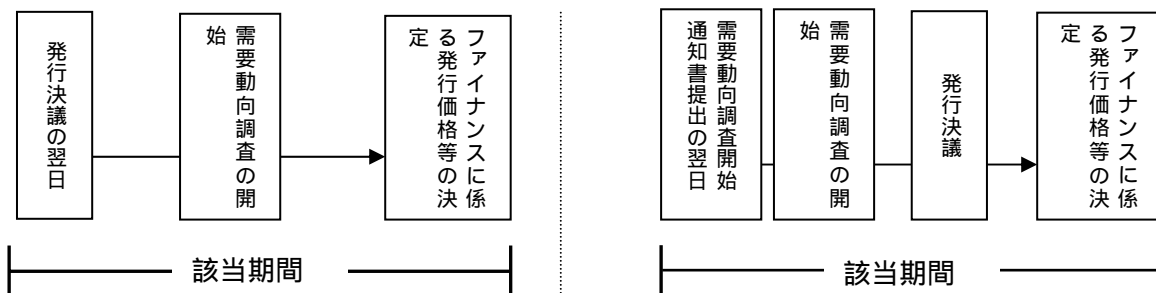 発行決議の翌日
需要動向調査の開
始
ファイナンスに係
る発行価格等の決
定
該当期間
需要動向調査開始
通知書提出の翌日
需要動向調査の開
始
発行決議
ファイナンスに係
る発行価格等の決
定
該当期間